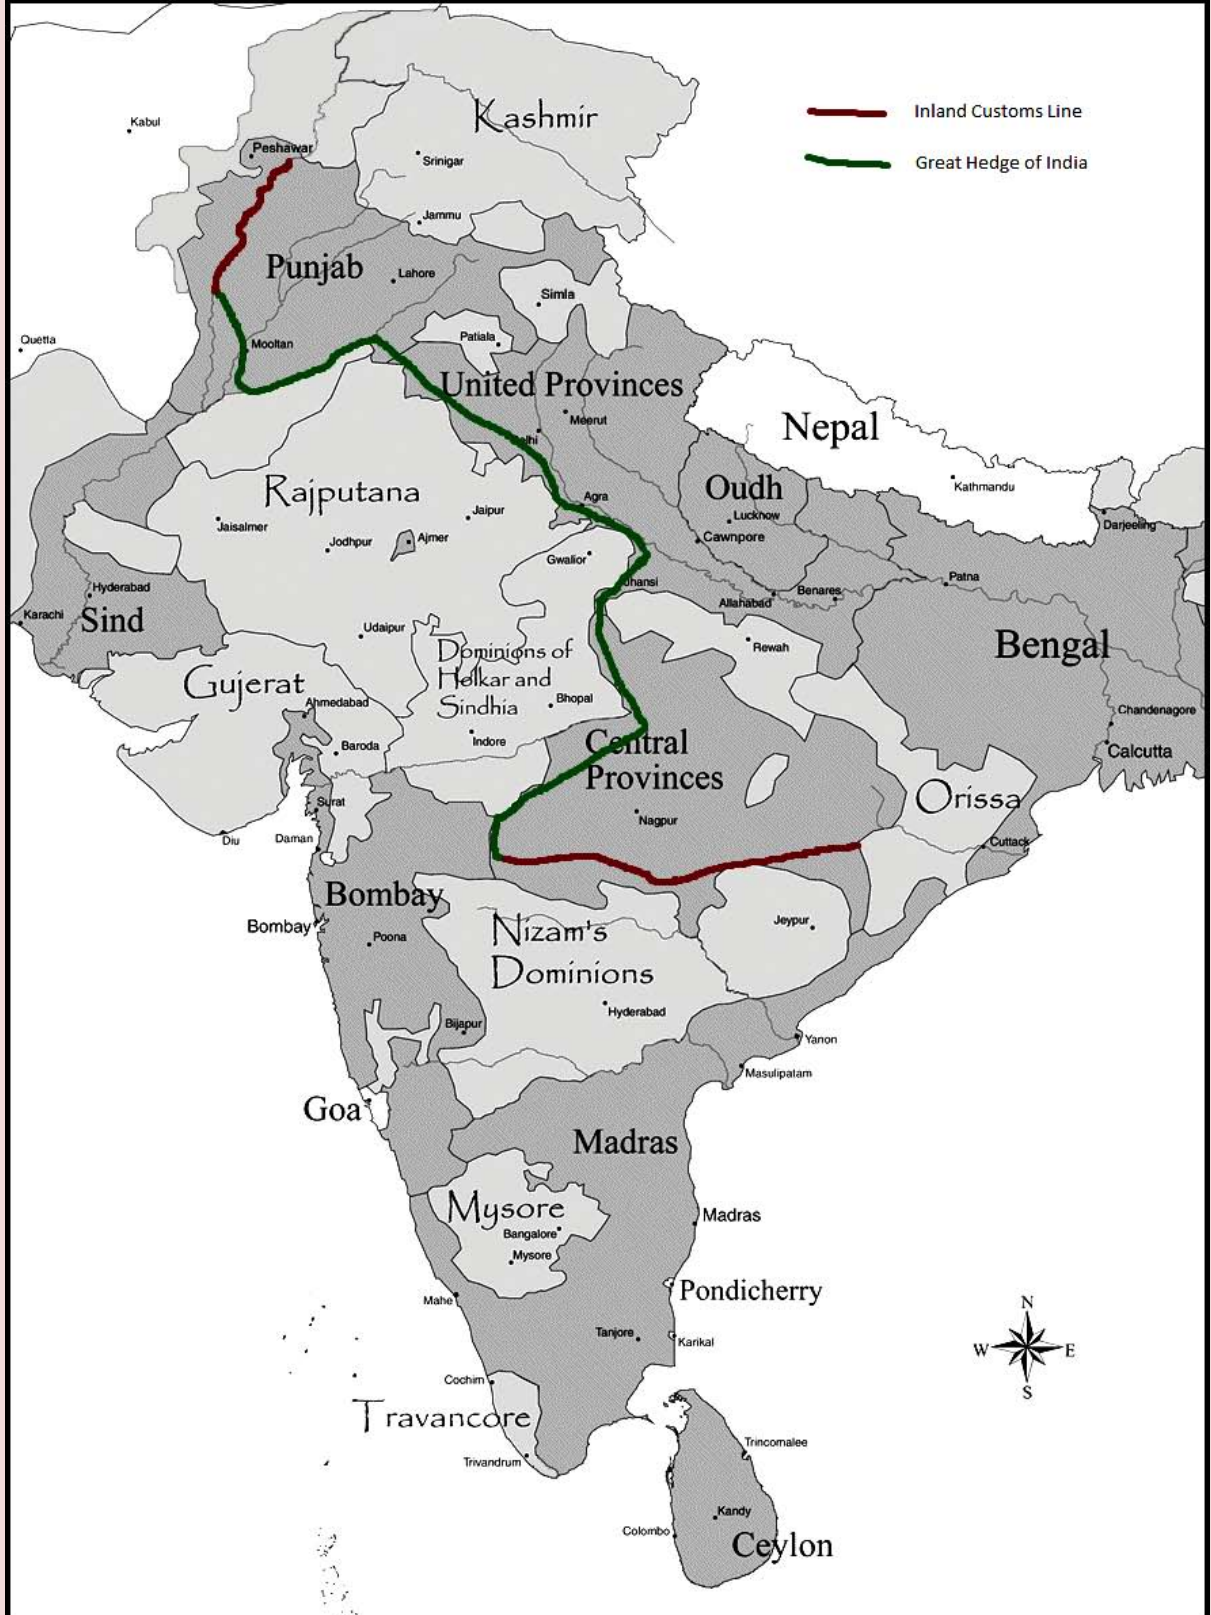 Inland Customs Line
Great Hedge of India
Kashmir
Kabul
Peshawar
Srinigar
Jammu
Punjab
Lahore
Simla
Quetta
Mooltan
Patiala
United Provinces
Meerut
elhi
Nepal
Kathmandu
Rajputana
Oudh
Agra
Lucknow
Cawnpore
Jaisalmer
Jaipur
Jodhpur
Ajmer
Gwalior
Darjeeling
Hyderabad
Jhansi
Allahabad
Benares
Patna
Karachi
Sind
Udaipur
Rewah
Bengal
Dominions of
Holkar and
Sindhia
Gujerat
Ahmedabad
Bhopal
Indore
Baroda
Chandenagore
Calcutta
Central
Provinces
Orissa
Surat
Nagpur
Diu
Daman
Cuttack
Bombay
Bombay
Poona
Nizam's
Dominions
Jeypur
Hyderabad
Bijapur
Yanon
Masulipatam
Goa
Madras
Mysore
Bangalore
Mysore
Madras
Mahe
Pondicherry
Tanjore
Karikal
N
W
E
S
Cochim
Travancore
Trivandrum
Trincomalee
Kandy
Colombo
Ceylon